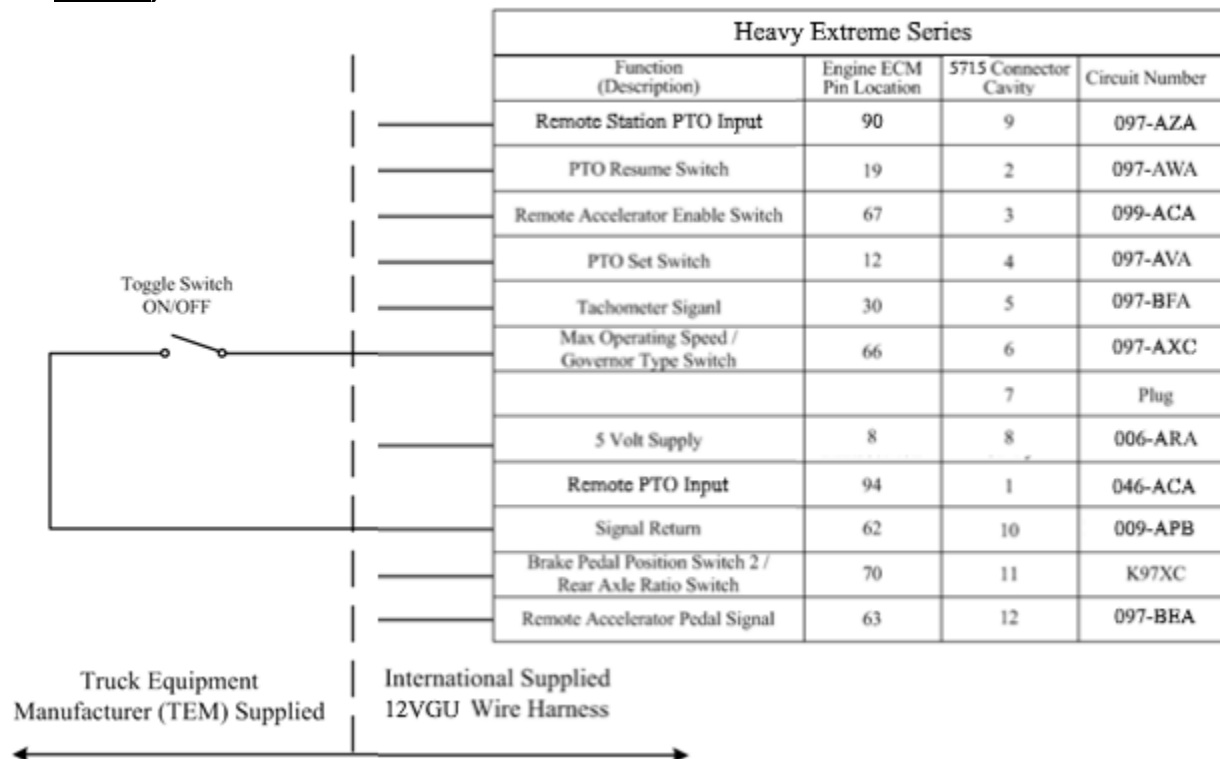 Heavy Extreme Series
Function (Description) Engine ECM Pin Location 5715 Connector Cavity Circuit Number
Remote Station PTO Input 90 9 097-AZA
PTO Resume Switch 19 2 097-AWA
Remote Accelerator Enable Switch 67 3 099-ACA
PTO Set Switch 12 4 097-AVA
Toggle Switch
ON/OFF
Tachometer Siganl 30 5 097-BFA
Max Operating Speed / Governor Type Switch 66 6 097-AXC
7 Plug
5 Volt Supply 8 8 006-ARA
Remote PTO Input 94 1 046-ACA
Signal Return 62 10 009-APB
Brake Pedal Position Switch 2 / Rear Axle Ratio Switch 70 11 K97XC
Remote Accelerator Pedal Signal 63 12 097-BEA
Truck Equipment
Manufacturer (TEM) Supplied
International Supplied
12VGU Wire Harness